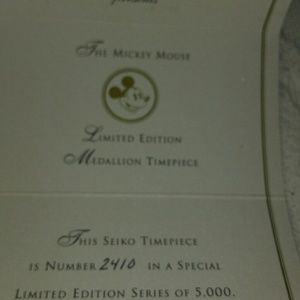 presents
The Mickey Mouse
Limited Edition
Medallion Timepiece
This Seiko Timepiece
is Number 2410 in a Special
Limited Edition Series of 5,000.